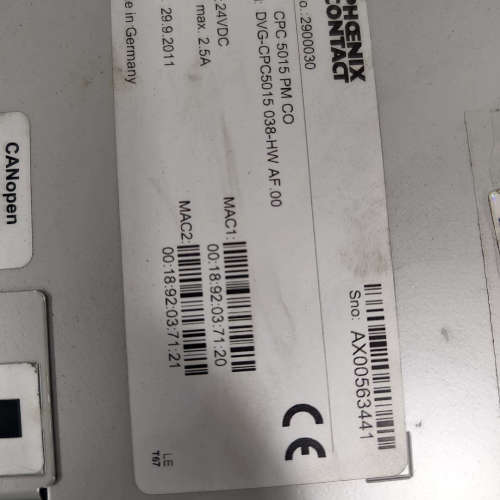 PHŒNIX
CONTACT
o.:2900030
CPC 5015 PM CO
: DVG-CPC5015 038-HW AF.00
:24VDC
max. 2.5A
29.9.2011
e in Germany
MAC1:
00:18:92:03:71:20
MAC2:
00:18:92:03:71:21
Sno: AX00563441
CE
LE
T67
CANopen